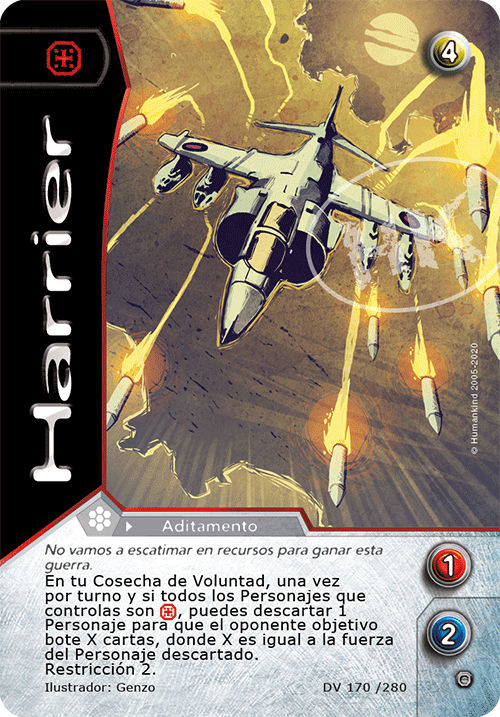 4
Harrier
© Humankind 2005-2020
Aditamento
No vamos a escatimar en recursos para ganar esta
guerra.
En tu Cosecha de Voluntad, una vez
por turno y si todos los Personajes que
controlas son , puedes descartar 1
Personaje para que el oponente objetivo
bote X cartas, donde X es igual a la fuerza
del Personaje descartado.
Restricción 2.
Ilustrador: Genzo
DV 170 /280
1
2